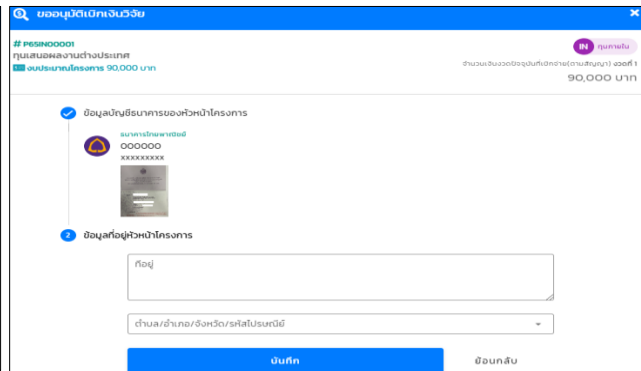 ขออนุมัติเบิกเงินวิจัย
# P65IN00001
IN ทุนภายใน
ทุนเสนอผลงานต่างประเทศ
งบประมาณโครงการ 90,000 บาท
จำนวนเงินงวดปัจจุบันที่เบิกจ่าย(ตามสัญญา) งวดที่ 1
90,000 บาท
ข้อมูลบัญชีธนาคารของหัวหน้าโครงการ
ธนาคารไทยพาณิชย์
000000
xxxxxxxxx
2 ข้อมูลที่อยู่หัวหน้าโครงการ
ที่อยู่
ตำบล/อำเภอ/จังหวัด/รหัสไปรษณีย์
บันทึก
ย้อนกลับ